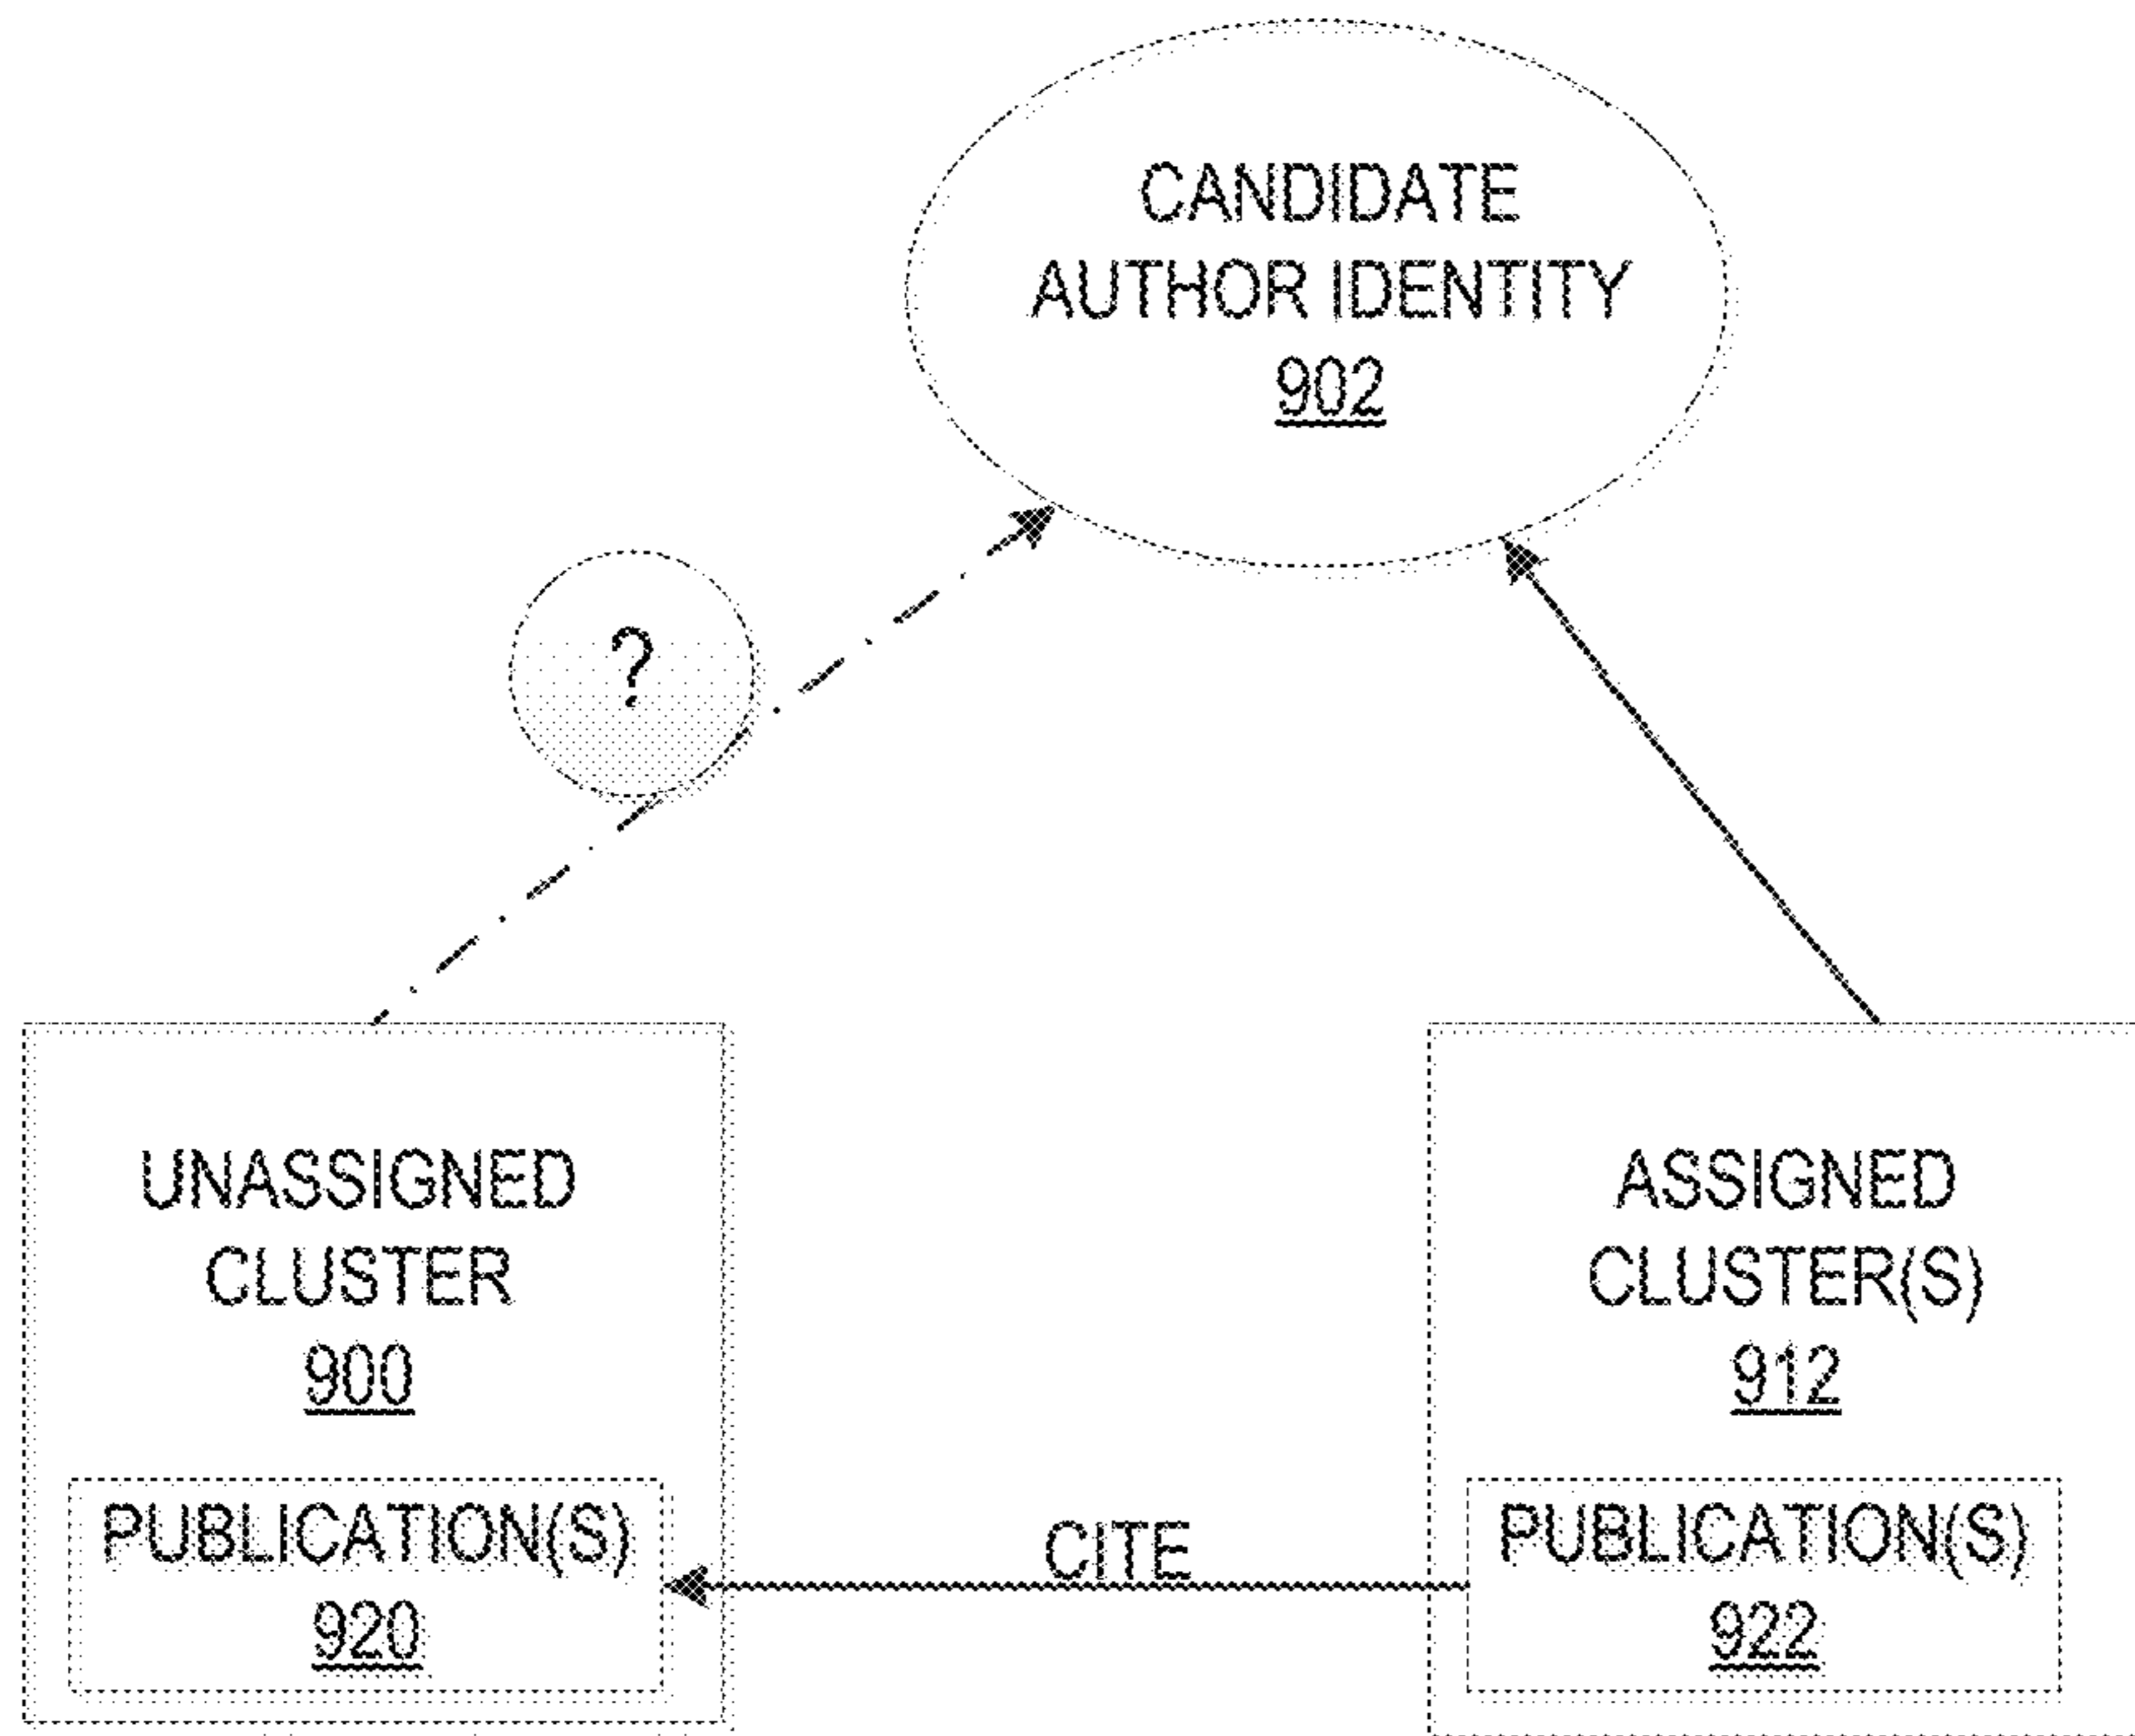 CANDIDATE
AUTHOR IDENTITY
902
?
UNASSIGNED
CLUSTER
900
PUBLICATION(S)
920
CITE
ASSIGNED
CLUSTER(S)
912
PUBLICATION(S)
922